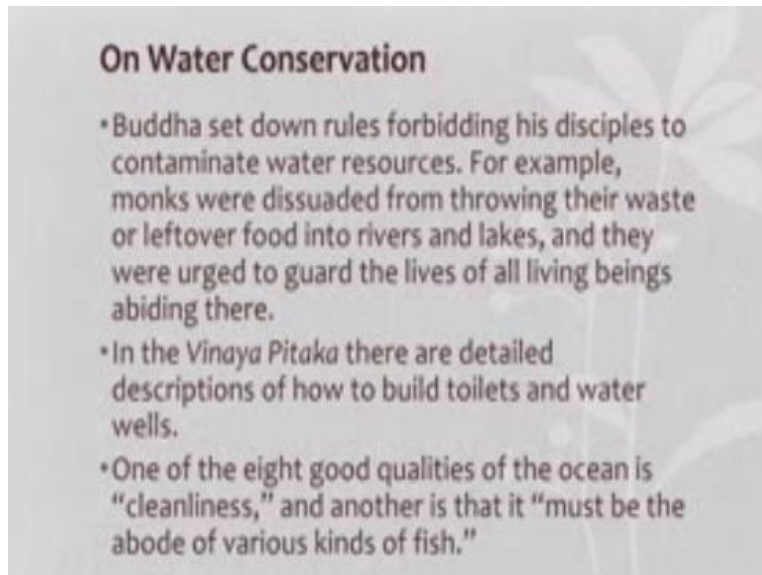 On Water Conservation
•Buddha set down rules forbidding his disciples to
contaminate water resources. For example,
monks were dissuaded from throwing their waste
or leftover food into rivers and lakes, and they
were urged to guard the lives of all living beings
abiding there.
•In the Vinaya Pitaka there are detailed
descriptions of how to build toilets and water
wells.
•One of the eight good qualities of the ocean is
“cleanliness,” and another is that it “must be the
abode of various kinds of fish.”